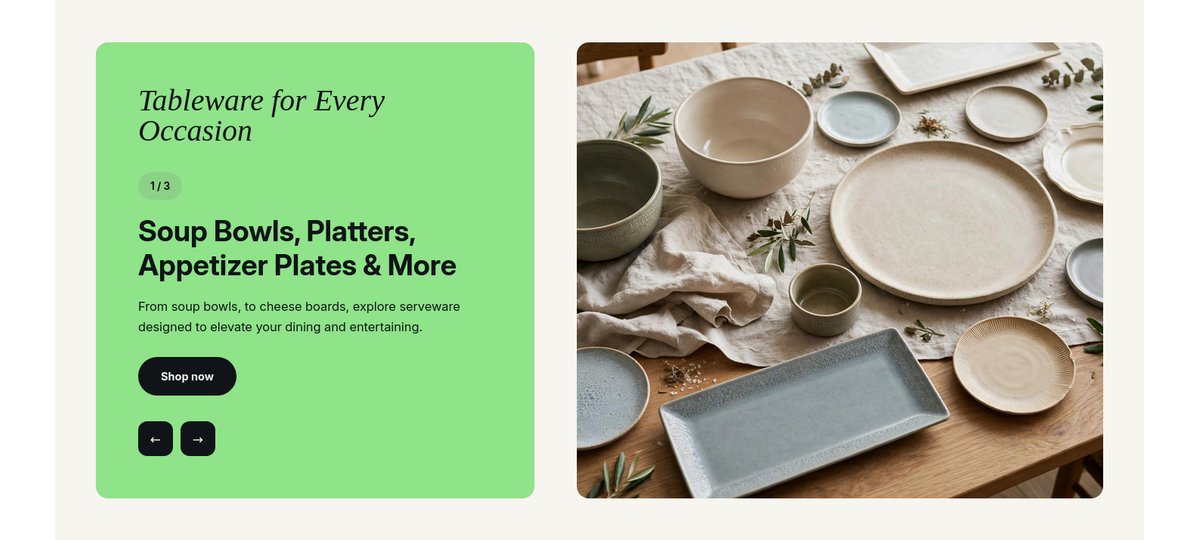 Tableware for Every
Occasion
1 / 3
Soup Bowls, Platters,
Appetizer Plates & More
From soup bowls, to cheese boards, explore serveware
designed to elevate your dining and entertaining.
Shop now
← →